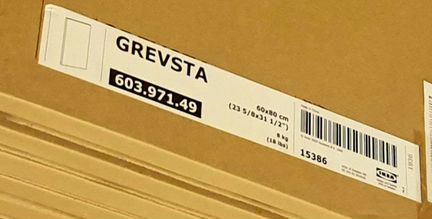 GREVSTA
603.971.49
60x80 cm
(23 5/8x31 1/2")
8 kg
(18 lbs)
15386
IKEA